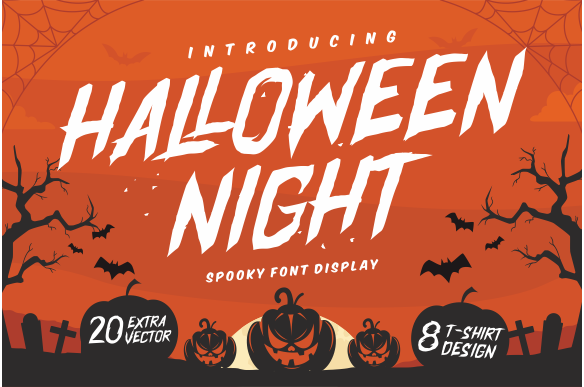 INTRODUCING
HALLOWEEN
NIGHT
SPOOKY FONT DISPLAY
20 EXTRA
VECTOR
8 T-SHIRT
DESIGN